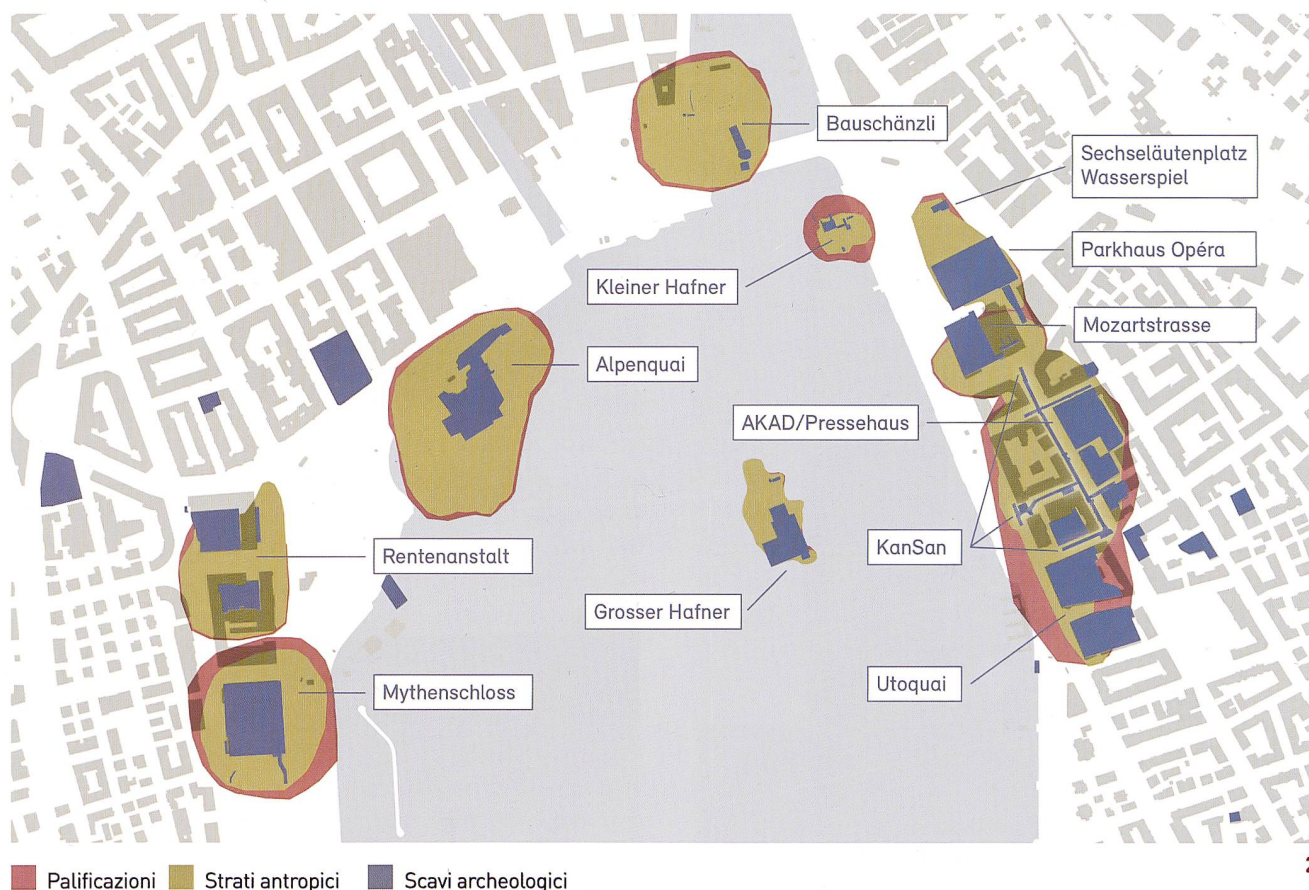 Bauschänzli
Sechseläutenplatz
Wasserspiel
Parkhaus Opéra
Kleiner Hafner
Mozartstrasse
Alpenquai
AKAD/Pressehaus
Rentenanstalt
KanSan
Grosser Hafner
Mythenschloss
Utoquai
Palificazioni
Strati antropici
Scavi archeologici